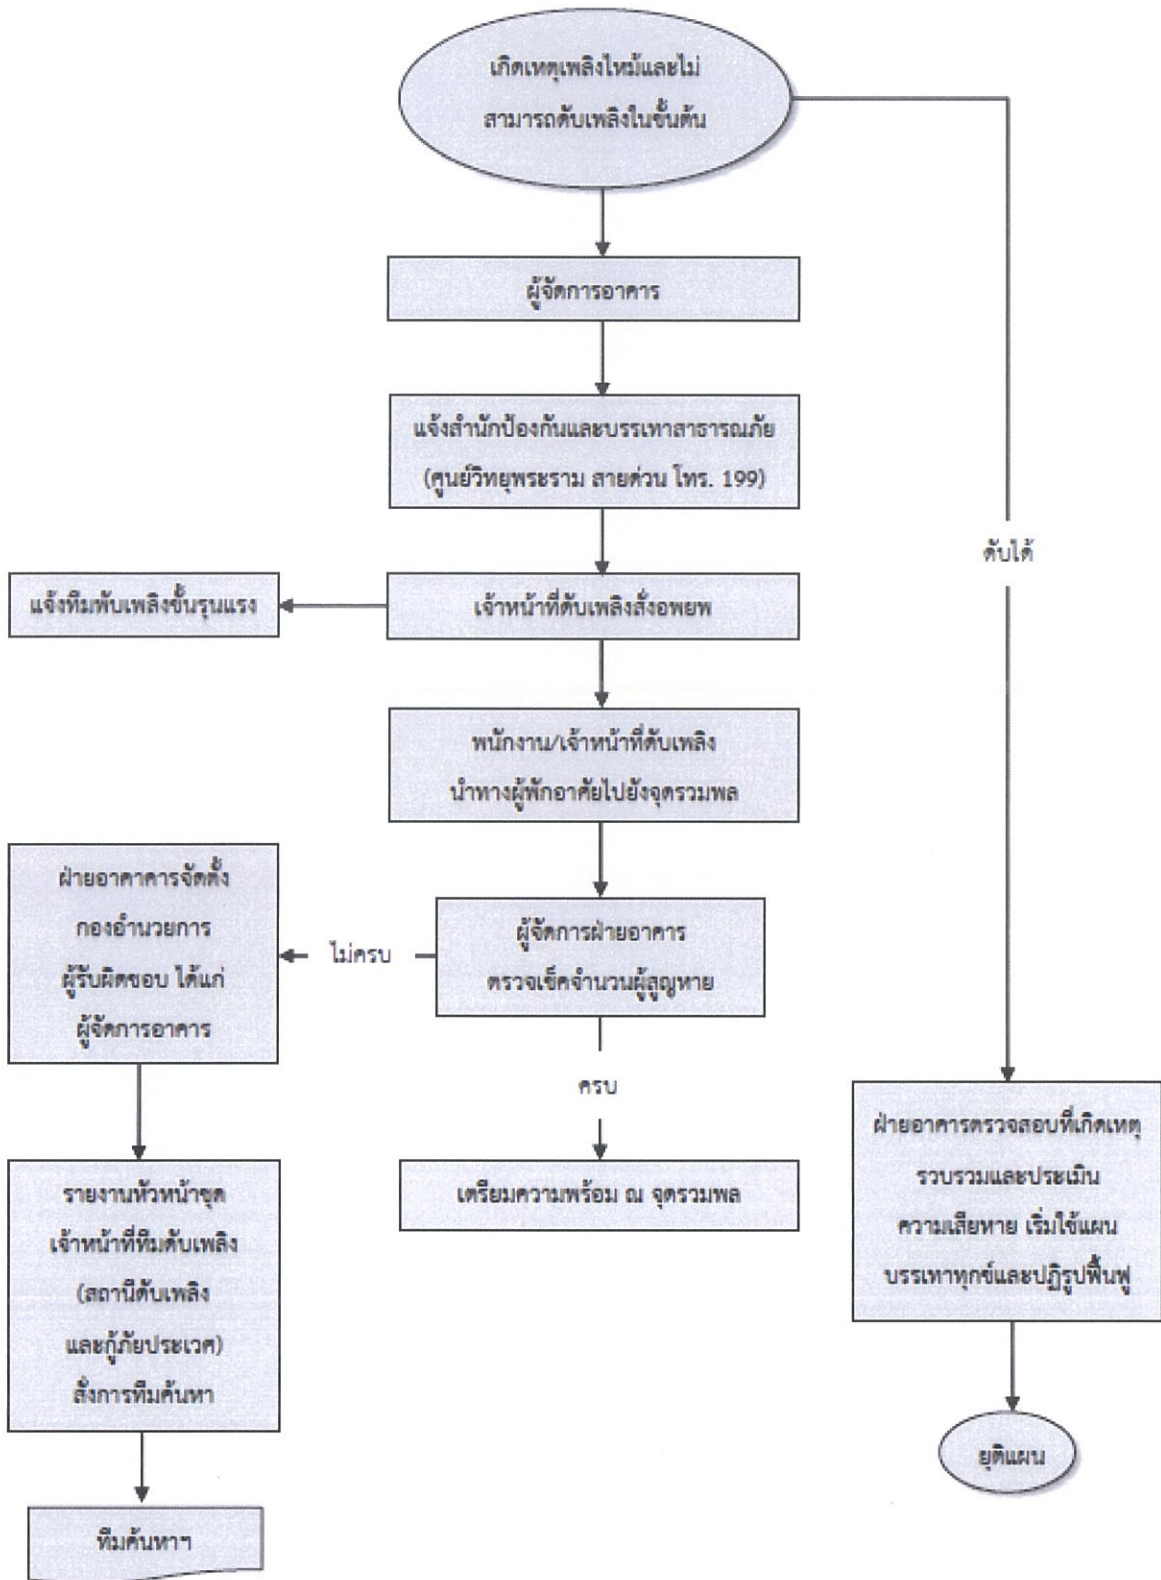 เกิดเหตุเพลิงไหม้และไม่
สามารถดับเพลิงในขั้นต้น
ผู้จัดการอาคาร
แจ้งสำนักป้องกันและบรรเทาสาธารณภัย
(ศูนย์วิทยุพระราม สายด่วน โทร. 199)
ดับได้
แจ้งทีมพับเพลิงขั้นรุนแรง
เจ้าหน้าที่ดับเพลิงสั่งอพยพ
พนักงาน/เจ้าหน้าที่ดับเพลิง
นำทางผู้พักอาศัยไปยังจุดรวมพล
ฝ่ายอาคาคารจัดตั้ง
กองอำนวยการ
ผู้รับผิดชอบ ได้แก่
ผู้จัดการอาคาร
ไม่ครบ
ผู้จัดการฝ่ายอาคาร
ตรวจเช็คจำนวนผู้สูญหาย
ครบ
เตรียมความพร้อม ณ จุดรวมพล
รายงานหัวหน้าชุด
เจ้าหน้าที่ทีมดับเพลิง
(สถานีดับเพลิง
และกู้ภัยประเวศ)
สั่งการทีมค้นหา
ทีมค้นหาฯ
ฝ่ายอาคารตรวจสอบที่เกิดเหตุ
รวบรวมและประเมิน
ความเสียหาย เริ่มใช้แผน
บรรเทาทุกข์และปฏิรูปฟื้นฟู
ยุติแผน